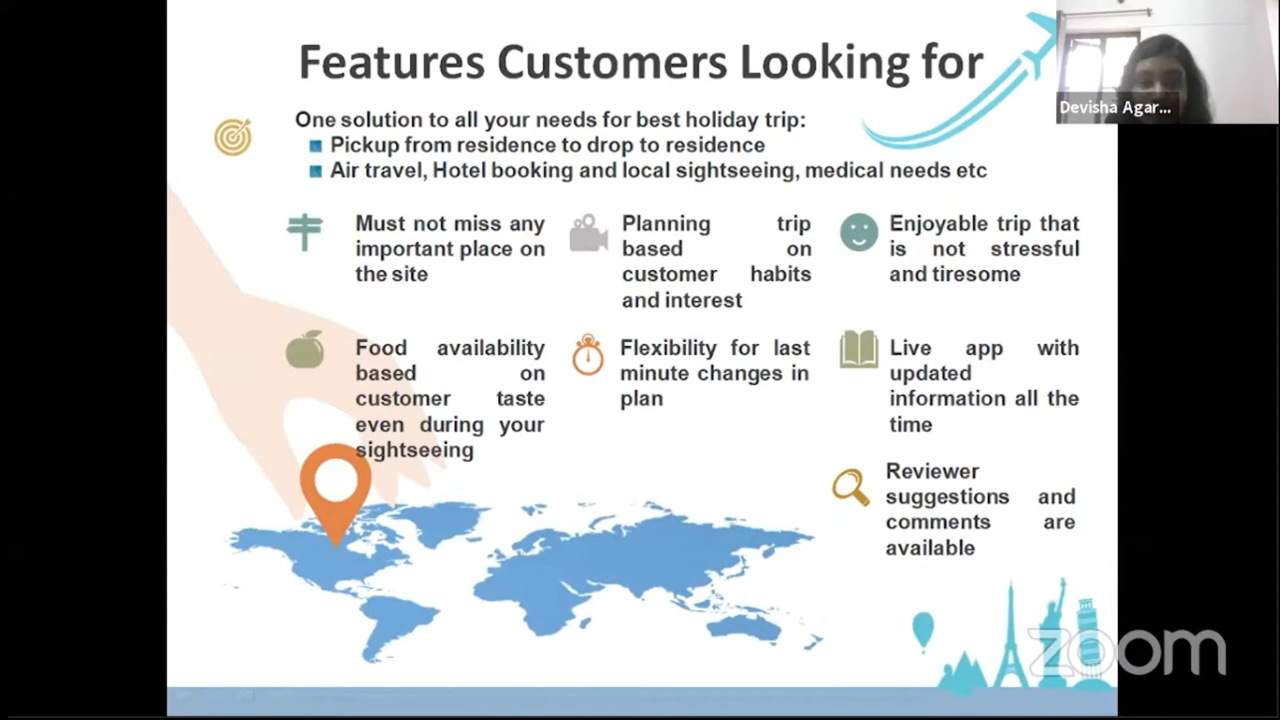 Features Customers Looking for
Devisha Agar...
One solution to all your needs for best holiday trip:
Pickup from residence to drop to residence
Air travel, Hotel booking and local sightseeing, medical needs etc
Must not miss any
important place on
the site
Planning trip
based on
customer habits
and interest
Enjoyable trip that
is not stressful
and tiresome
Food availability
based on
customer taste
even during your
sightseeing
Flexibility for last
minute changes in
plan
Live app with
updated
information all the
time
Reviewer
suggestions and
comments are
available
zoom